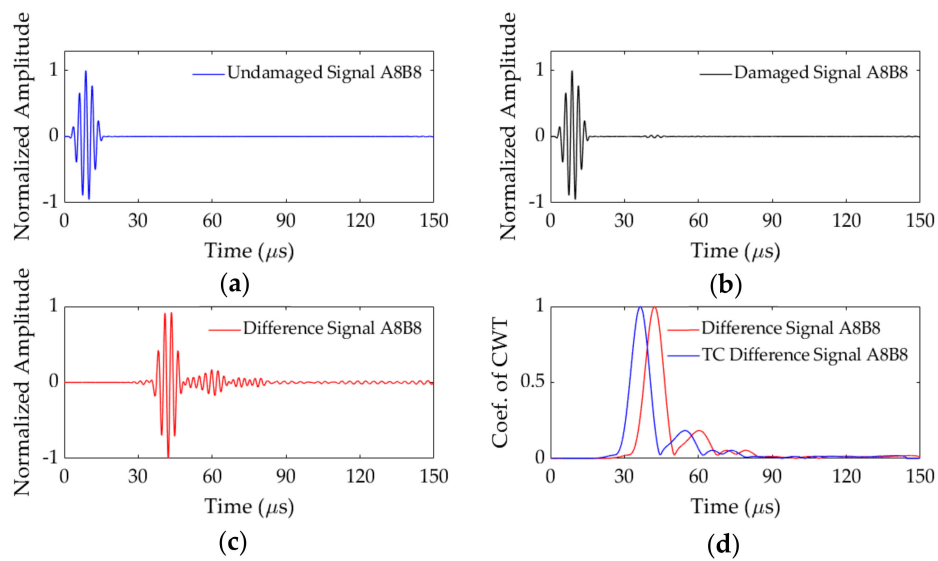 Normalized Amplitude
1
0
-1
Undamaged Signal A8B8
0 30 60 90 120 150
Time (μs)
(a)
Normalized Amplitude
1
0
-1
Damaged Signal A8B8
0 30 60 90 120 150
Time (μs)
(b)
Normalized Amplitude
1
0
-1
Difference Signal A8B8
0 30 60 90 120 150
Time (μs)
(c)
Coef. of CWT
1
0.5
0
Difference Signal A8B8
TC Difference Signal A8B8
0 30 60 90 120 150
Time (μs)
(d)